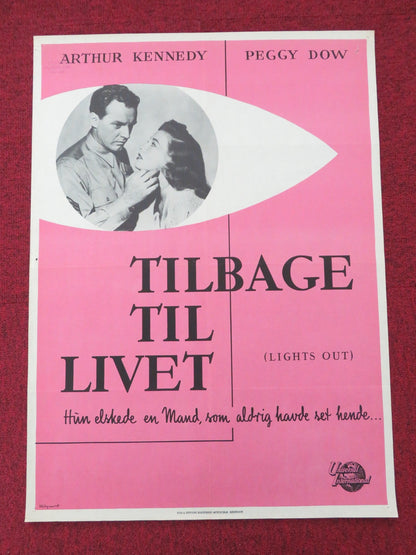 ARTHUR KENNEDY PEGGY DOW
TILBAGE
TIL
LIVET
(LIGHTS OUT)
Hun elskede en Mand, som aldrig havde set hende...
Universal
International